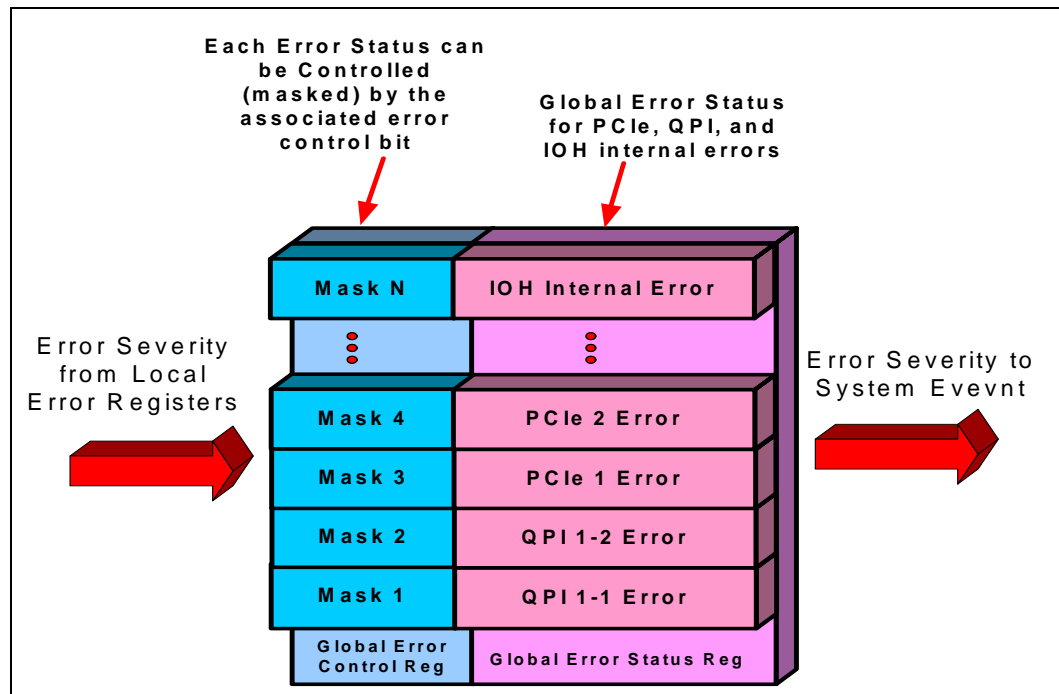 Each Error Status can
be Controlled
(masked) by the
associated error
control bit
Global Error Status
for PCIe, QPI, and
IOH internal errors
Mask N
IOH Internal Error
Error Severity
from Local
Error Registers
Error Severity to
System Evevnt
Mask 4
PCIe 2 Error
Mask 3
PCIe 1 Error
Mask 2
QPI 1-2 Error
Mask 1
QPI 1-1 Error
Global Error
Control Reg
Global Error Status Reg